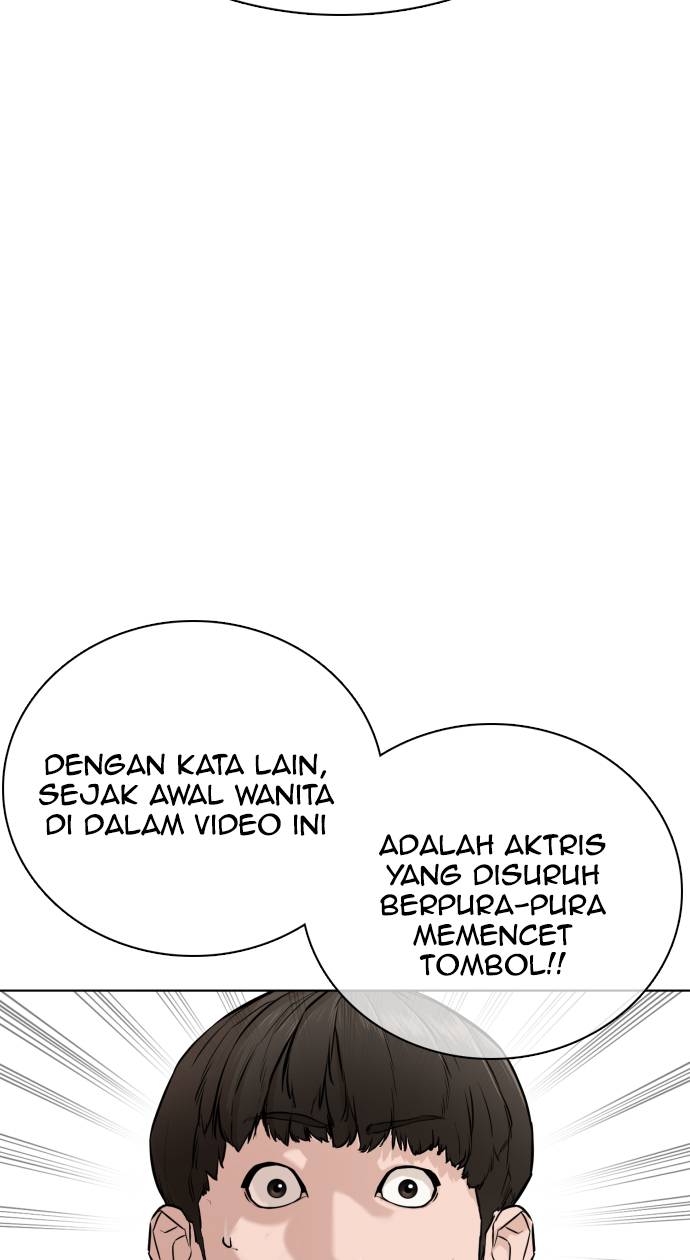 DENGAN KATA LAIN,
SEJAK AWAL WANITA
DI DALAM VIDEO INI
ADALAH AKTRIS
YANG DISURUH
BERPURA-PURA
MEMENCET
TOMBOL!!